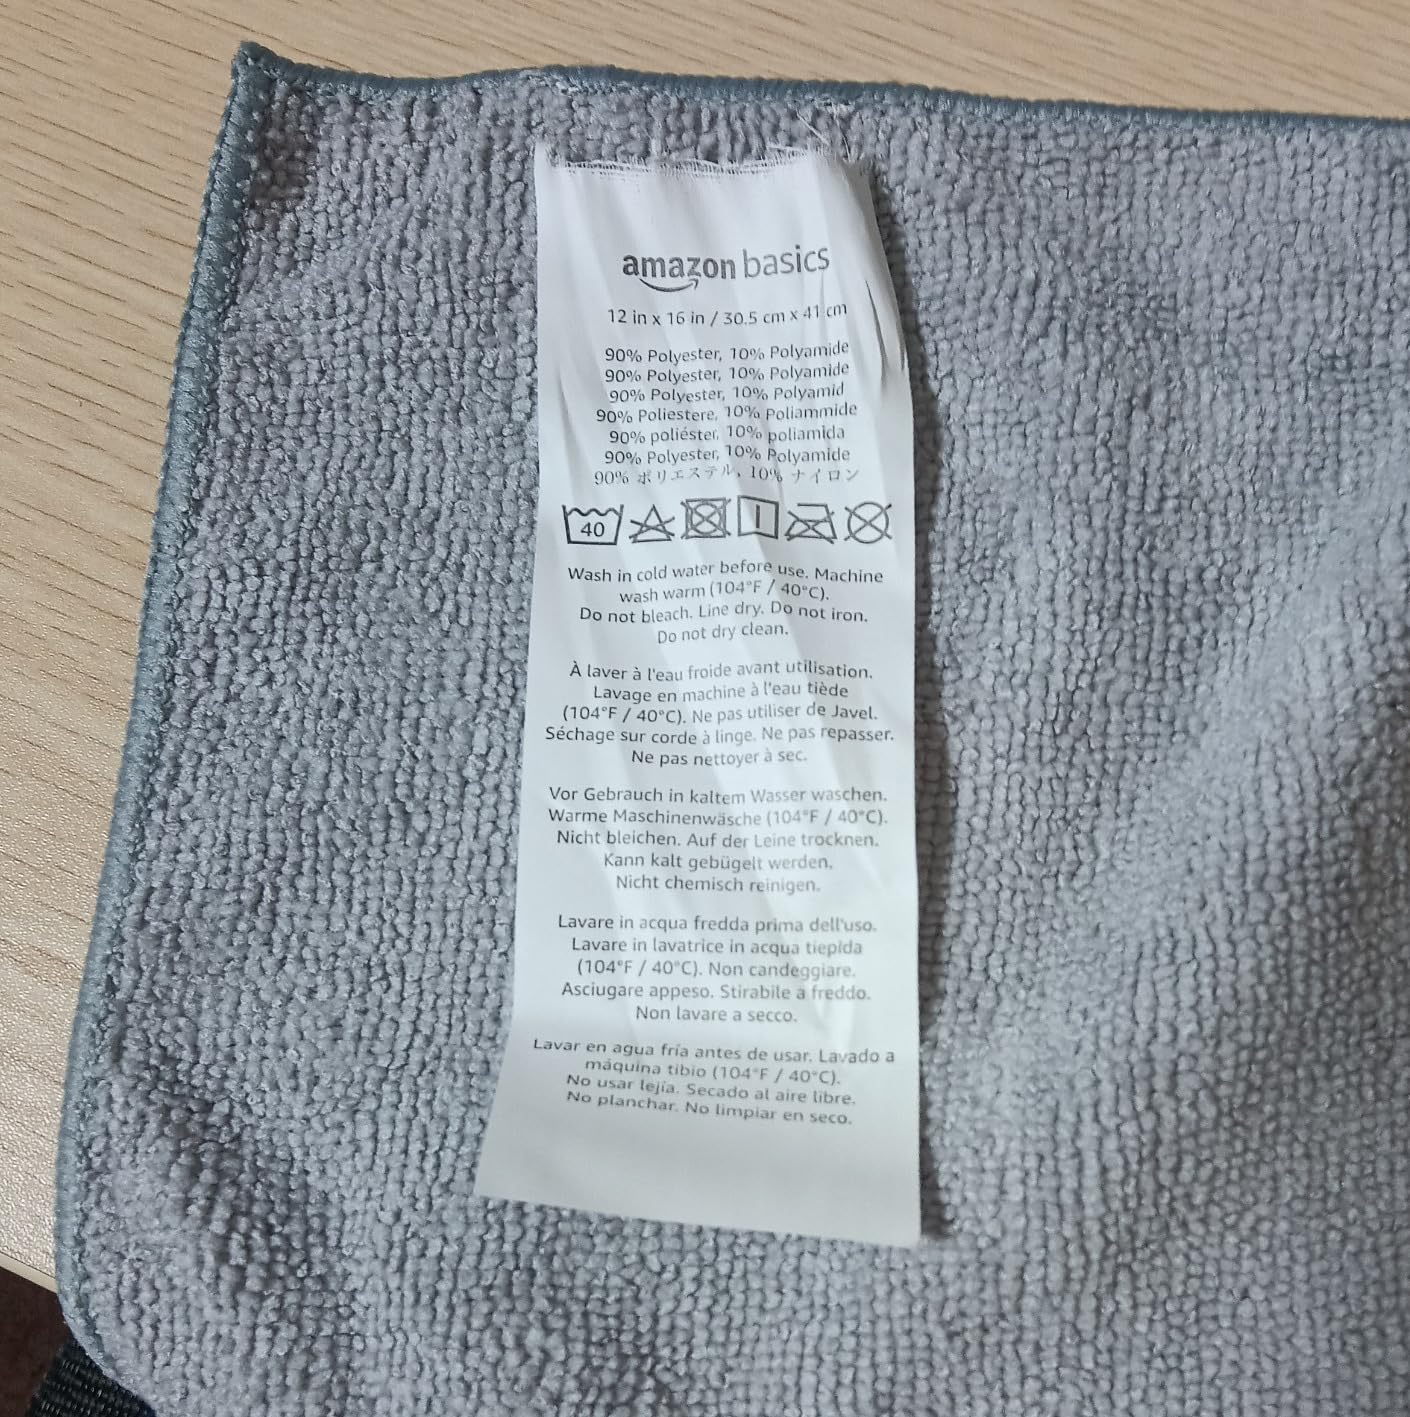 amazon basics
12 in x 16 in / 30.5 cm x 41 cm
90% Polyester, 10% Polyamide
90% Polyester, 10% Polyamide
90% Polyester, 10% Polyamid
90% Poliestere, 10% Poliammide
90% poliéster, 10% poliamida
90% Polyester, 10% Polyamide
90% ポリエステル, 10% ナイロン
40
Wash in cold water before use. Machine
wash warm (104°F / 40°C).
Do not bleach. Line dry. Do not iron.
Do not dry clean.
À laver à l'eau froide avant utilisation.
Lavage en machine à l'eau tiède
(104°F / 40°C). Ne pas utiliser de Javel.
Séchage sur corde à linge. Ne pas repasser.
Ne pas nettoyer à sec.
Vor Gebrauch in kaltem Wasser waschen.
Warme Maschinenwäsche (104°F / 40°C).
Nicht bleichen. Auf der Leine trocknen.
Kann kalt gebügelt werden.
Nicht chemisch reinigen.
Lavare in acqua fredda prima dell'uso.
Lavare in lavatrice in acqua tiepida
(104°F / 40°C). Non candeggiare.
Asciugare appeso. Stirabile a freddo.
Non lavare a secco.
Lavar en agua fría antes de usar. Lavado a
máquina tibio (104°F / 40°C).
No usar lejía. Secado al aire libre.
No planchar. No limpiar en seco.